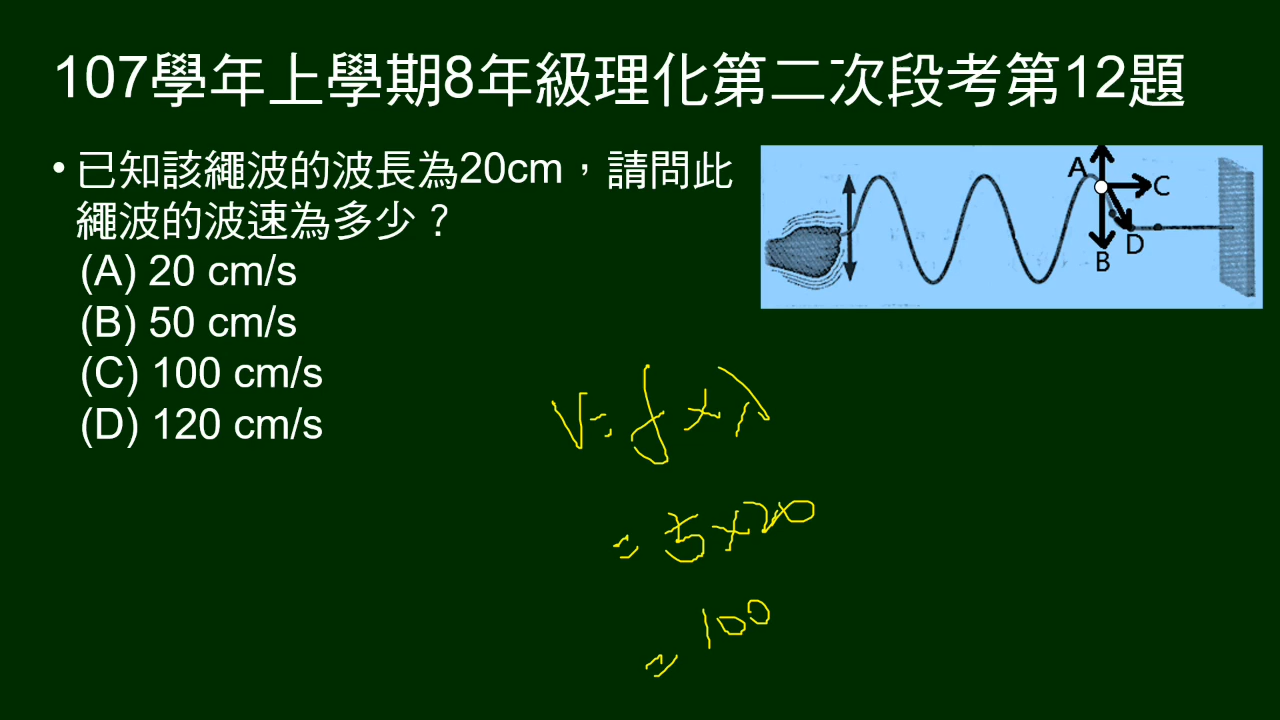 107學年上學期8年級理化第二次段考第12題
• 已知該繩波的波長為20cm，請問此
繩波的波速為多少？
(A) 20 cm/s
(B) 50 cm/s
(C) 100 cm/s
(D) 120 cm/s
A
C
D
B
V=f×λ
=5×20
=100